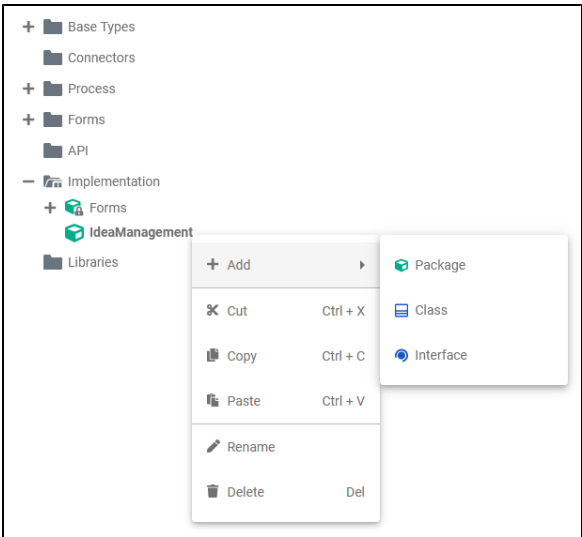 Base Types
Connectors
Process
Forms
API
Implementation
Forms
IdeaManagement
Libraries
Add
Cut Ctrl + X
Copy Ctrl + C
Paste Ctrl + V
Rename
Delete Del
Package
Class
Interface